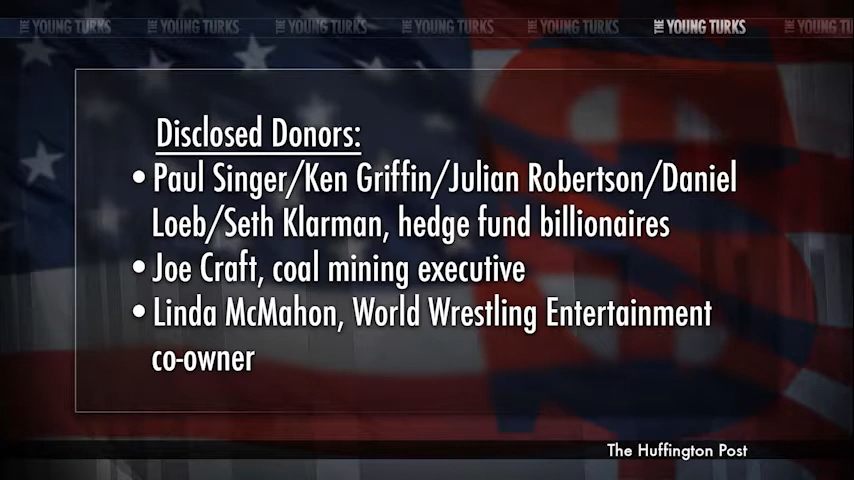 THE YOUNG TURKS THE YOUNG TURKS THE YOUNG TURKS THE YOUNG TURKS THE YOUNG TURKS THE YOUNG TURKS THE YOUNG TURKS
Disclosed Donors:
• Paul Singer/Ken Griffin/Julian Robertson/Daniel
Loeb/Seth Klarman, hedge fund billionaires
• Joe Craft, coal mining executive
• Linda McMahon, World Wrestling Entertainment
co-owner
The Huffington Post